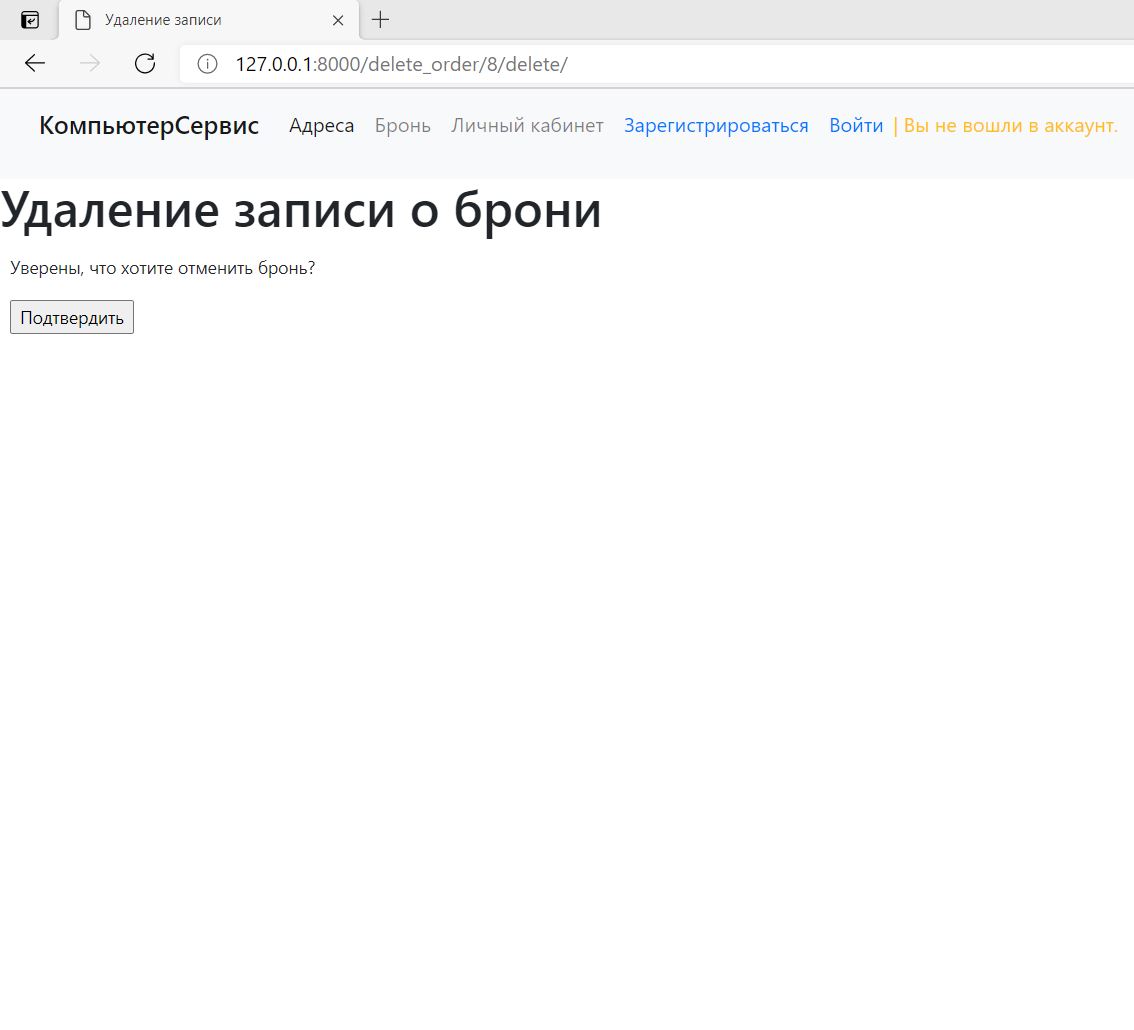 Удаление записи
127.0.0.1:8000/delete_order/8/delete/
КомпьютерСервис Адреса Бронь Личный кабинет Зарегистрироваться Войти | Вы не вошли в аккаунт.
Удаление записи о брони
Уверены, что хотите отменить бронь?
Подтвердить